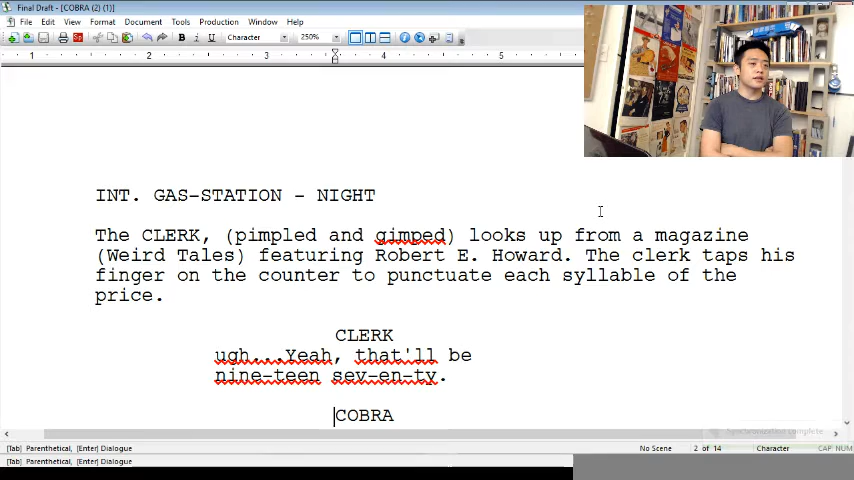 Final Draft - [COBRA (2) (1)]
File Edit View Format Document Tools Production Window Help
Character 250%
1 2 3 4 5
INT. GAS-STATION - NIGHT
The CLERK, (pimpled and gimped) looks up from a magazine
(Weird Tales) featuring Robert E. Howard. The clerk taps his
finger on the counter to punctuate each syllable of the
price.
CLERK
ugh...Yeah, that'll be
nine-teen sev-en-ty.
COBRA
Synchronization complete
[Tab] Parenthetical, [Enter] Dialogue No Scene 2 of 14 Character CAP NUM
[Tab] Parenthetical, [Enter] Dialogue